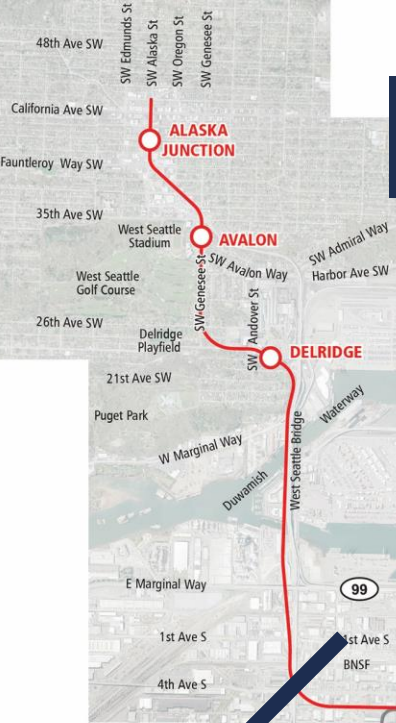 SW Edmunds St
SW Alaska St
SW Oregon St
SW Genesee St
48th Ave SW
California Ave SW
ALASKA
JUNCTION
Fauntleroy Way SW
35th Ave SW
West Seattle
Stadium
AVALON
SW Admiral Way
SW Avalon Way
Harbor Ave SW
West Seattle
Golf Course
SW Genesee St
SW Andover St
26th Ave SW
Delridge
Playfield
DELRIDGE
21st Ave SW
Puget Park
Waterway
W Marginal Way
West Seattle Bridge
Duwamish
E Marginal Way
99
1st Ave S
1st Ave S
BNSF
4th Ave S